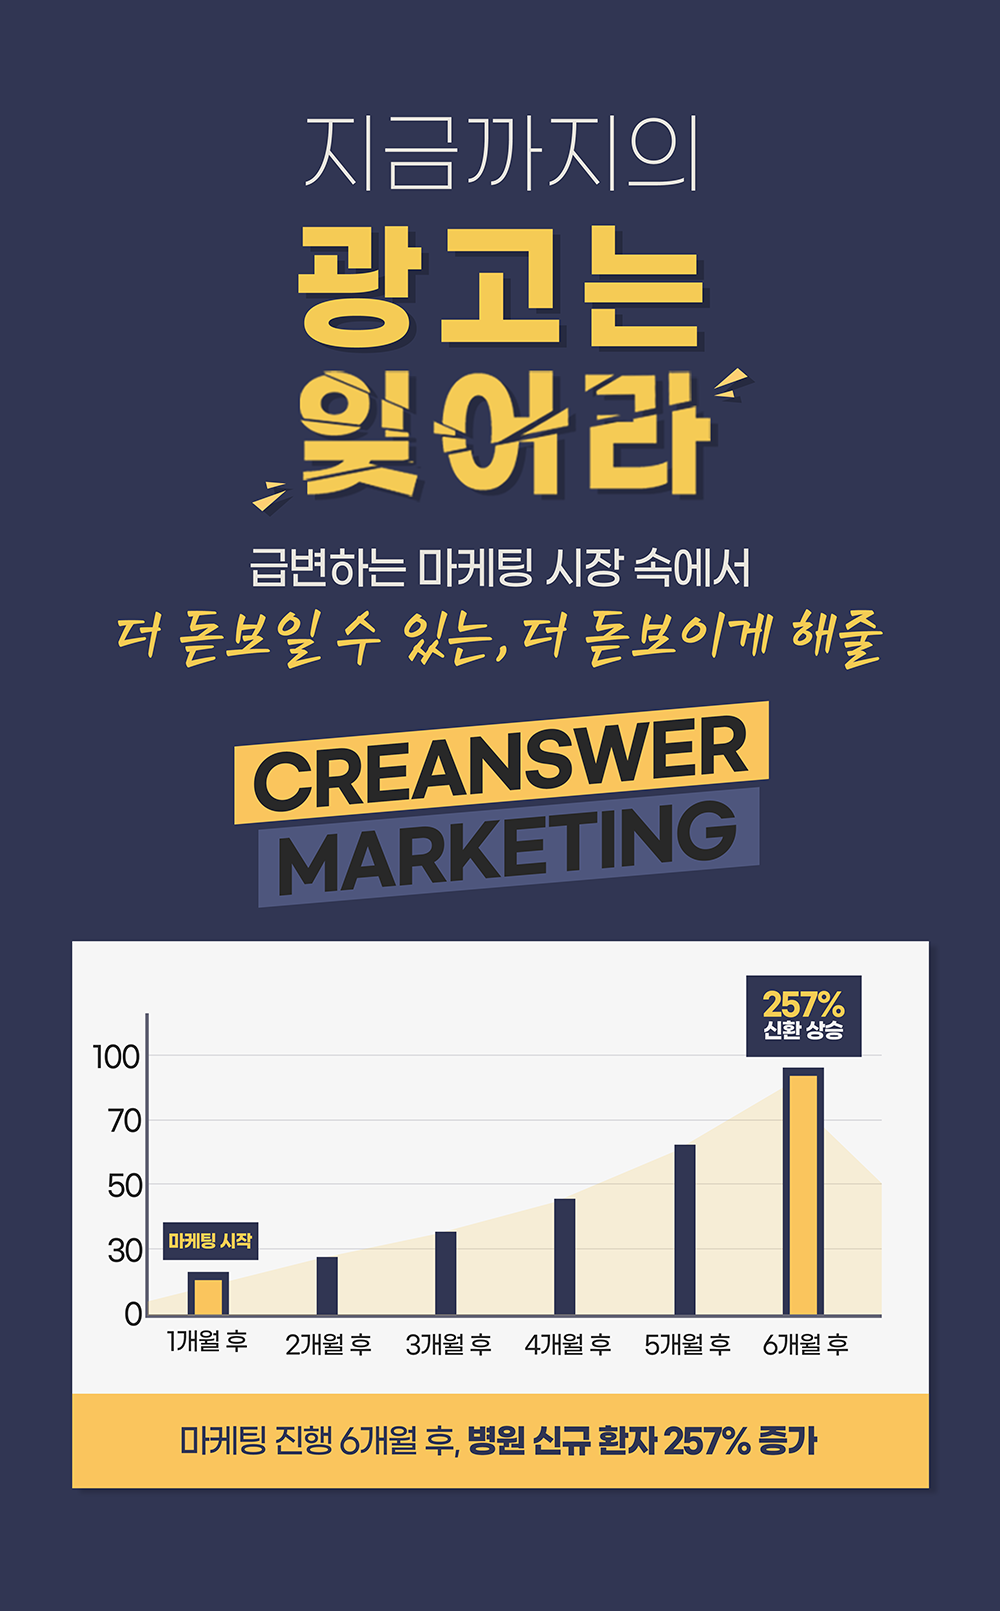 지금까지의
광고는
잊어라
급변하는 마케팅 시장 속에서
더 돋보일 수 있는, 더 돋보이게 해줄
CREANSWER
MARKETING
257%
신환 상승
100
70
50
30
0
마케팅 시작
1개월 후
2개월 후
3개월 후
4개월 후
5개월 후
6개월 후
마케팅 진행 6개월 후, 병원 신규 환자 257% 증가